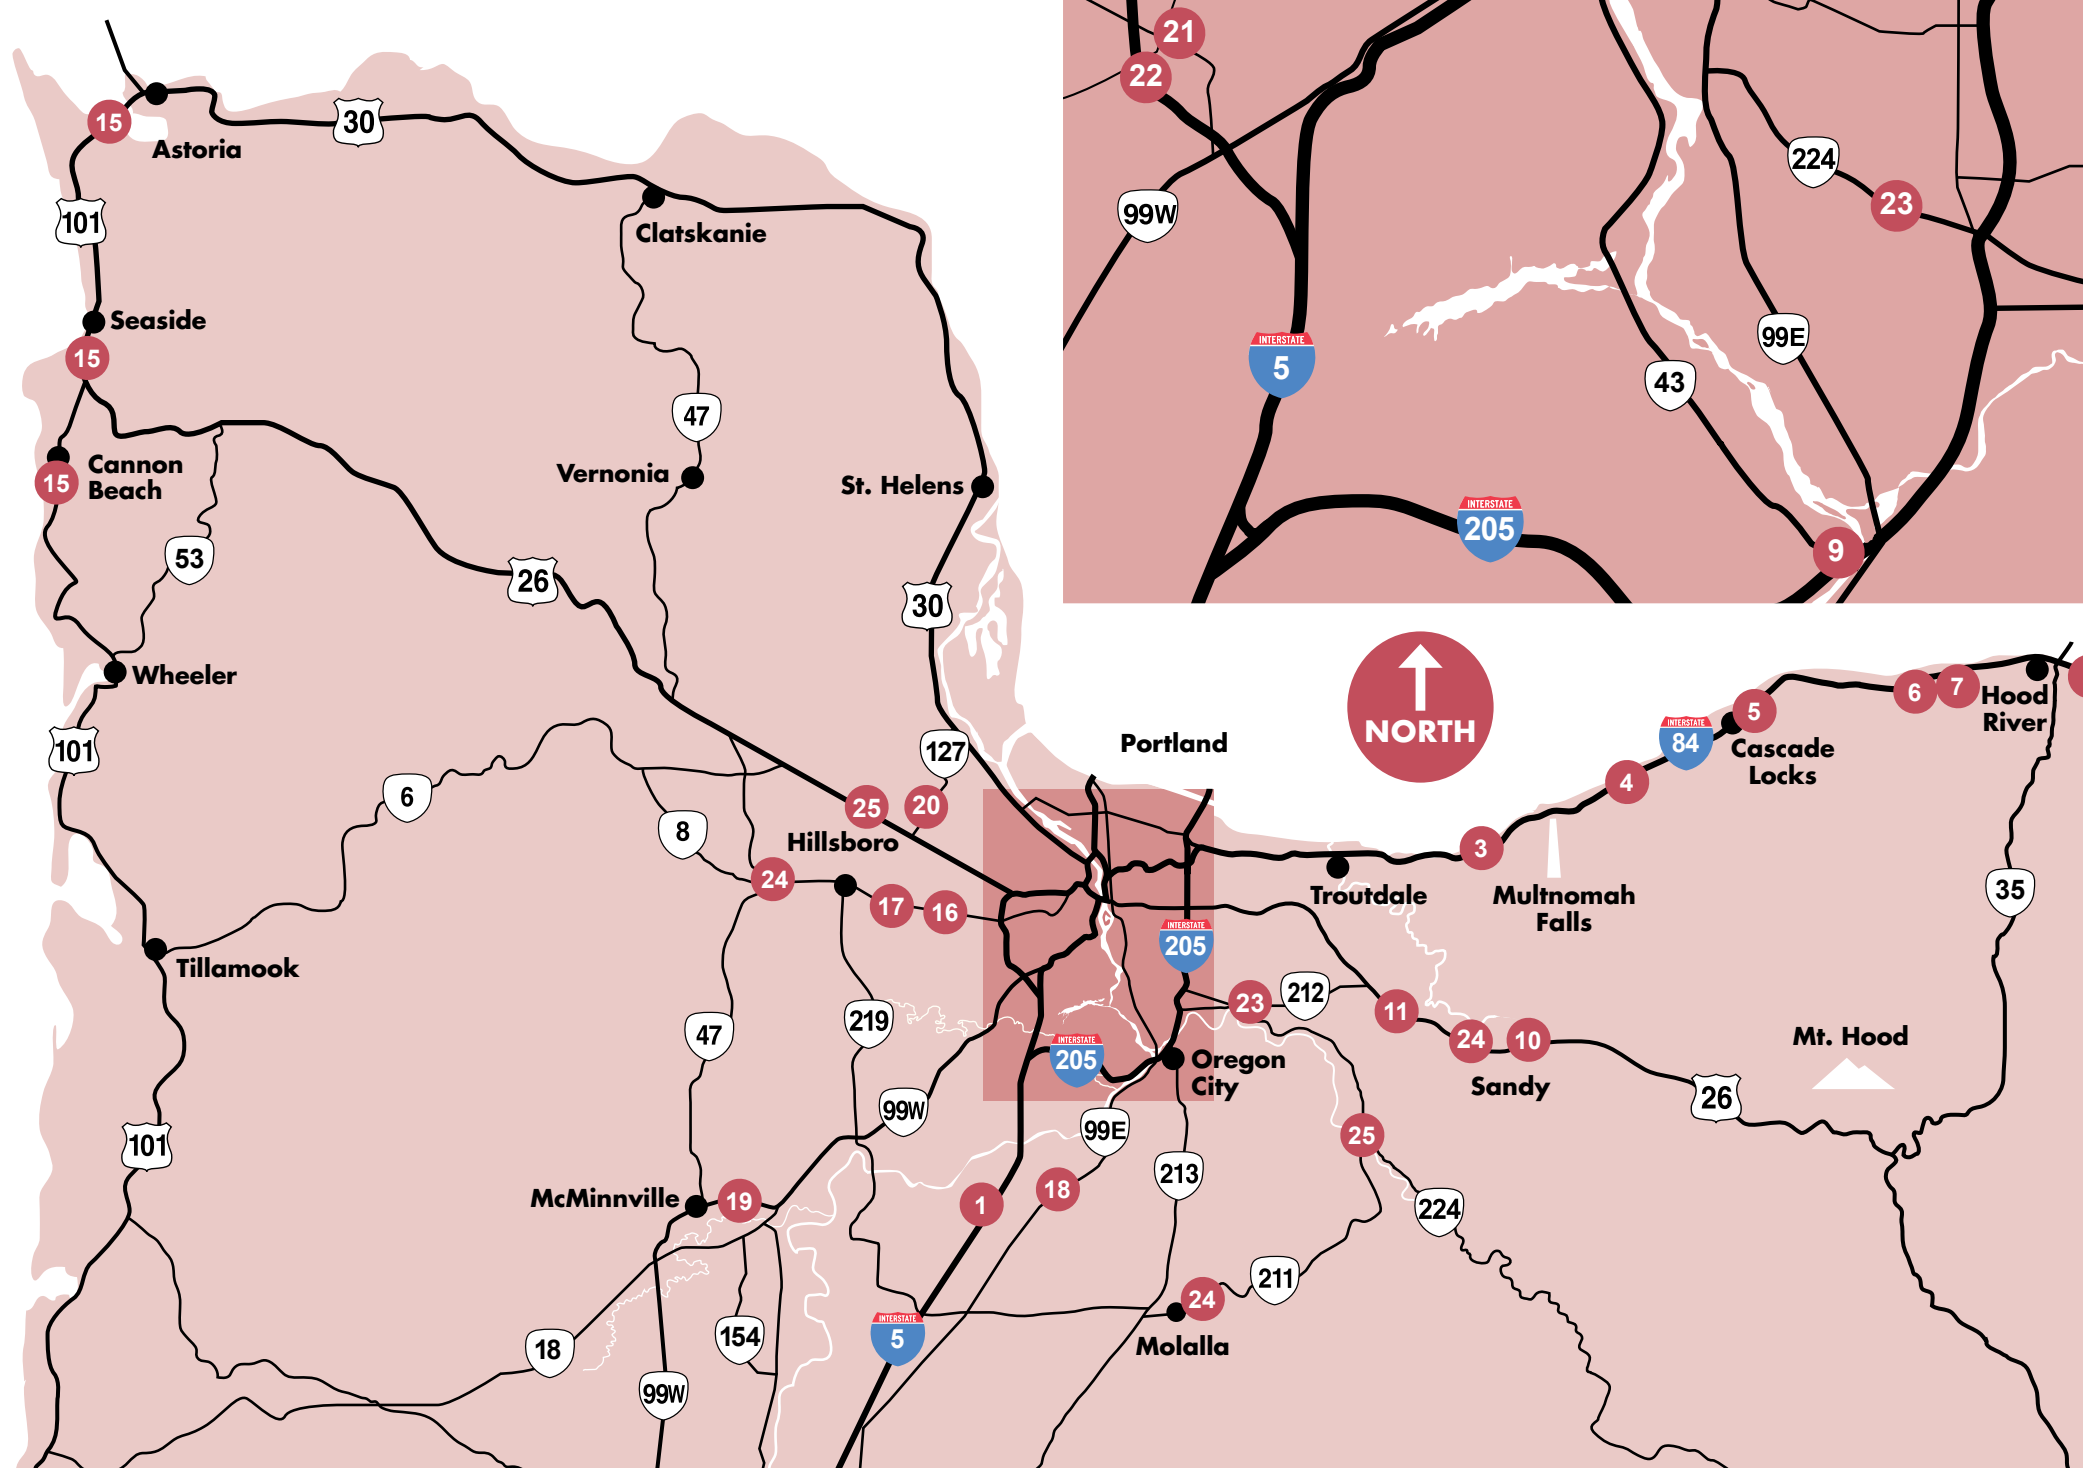 21
22
15
30
Astoria
224
23
101
99W
Clatskanie
Seaside
99E
15
INTERSTATE
5
43
47
Cannon
Beach
15
Vernonia
St. Helens
INTERSTATE
205
9
53
26
30
Wheeler
NORTH
6
7
Hood
River
5
INTERSTATE
84
Cascade
Locks
101
127
Portland
4
6
25
20
8
Hillsboro
3
24
17
16
Troutdale
Multnomah
Falls
35
INTERSTATE
205
Tillamook
23
212
11
47
219
24
10
Mt. Hood
INTERSTATE
205
Oregon
City
Sandy
26
99W
99E
101
25
213
McMinnville
19
1
18
224
211
24
18
154
INTERSTATE
5
Molalla
99W